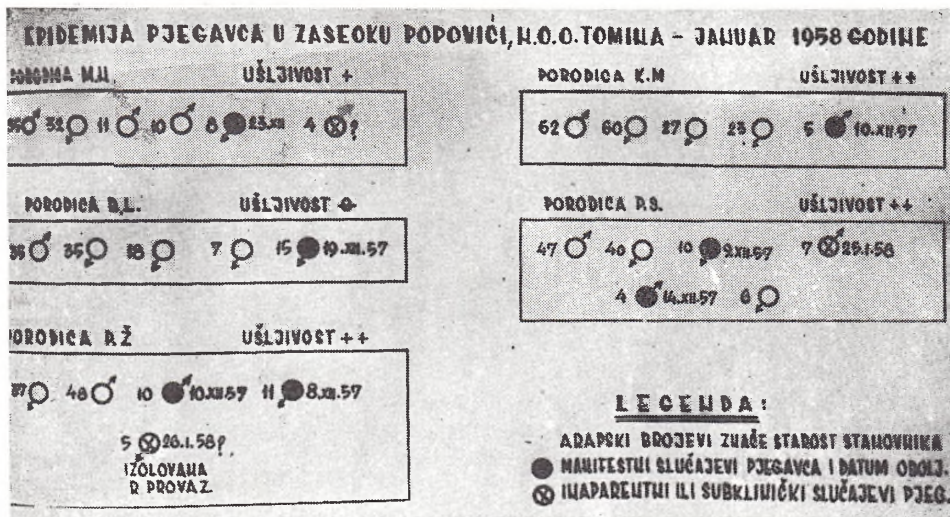 EPIDEMIJA PJEGAVCA U ZASEOKU POPOVIĆI, N.O.O. TOMINA – JANUAR 1958 GODINE
PORODICA M.U. UŠLJIVOST +
35 32 11 10 8 23.XII 4 ?
PORODICA B.L. UŠLJIVOST
35 18 7 15 19.XII.57
PORODICA P.Ž UŠLJIVOST ++
37 48 10 10.XII.57 11 8.XII.57
5 26.I.58?
IZOLOVANA
R PROVAZ.
PORODICA K.M UŠLJIVOST ++
62 60 27 23 5 10.XII.57
PORODICA P.S. UŠLJIVOST ++
47 40 10 9.XII.57 7 25.I.58
4 14.XII.57 6
LEGENDA:
ARAPSKI BROJEVI ZNAČE STAROST STANOVNIKA
MANIFESTNI SLUČAJEVI PJEGAVCA I DATUM OBOLJ.
INAPARENTNI ILI SUBKLINIČKI SLUČAJEVI PJEG.